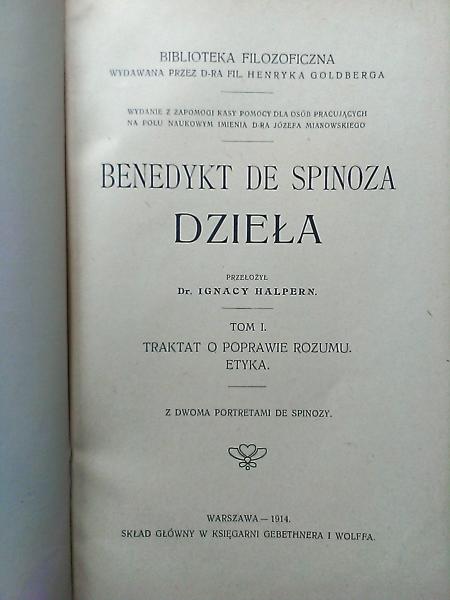 BIBLIOTEKA FILOZOFICZNA
WYDAWANA PRZEZ D-RA FIL. HENRYKA GOLDBERGA
WYDANIE Z ZAPOMOGI KASY POMOCY DLA OSÓB PRACUJĄCYCH
NA POLU NAUKOWYM IMIENIA D-RA JÓZEFA MIANOWSKIEGO
BENEDYKT DE SPINOZA
DZIEŁA
PRZEŁOŻYŁ
Dr. IGNACY HALPERN.
TOM I.
TRAKTAT O POPRAWIE ROZUMU.
ETYKA.
Z DWOMA PORTRETAMI DE SPINOZY.
WARSZAWA — 1914.
SKŁAD GŁÓWNY W KSIĘGARNI GEBETHNERA I WOLFFA.